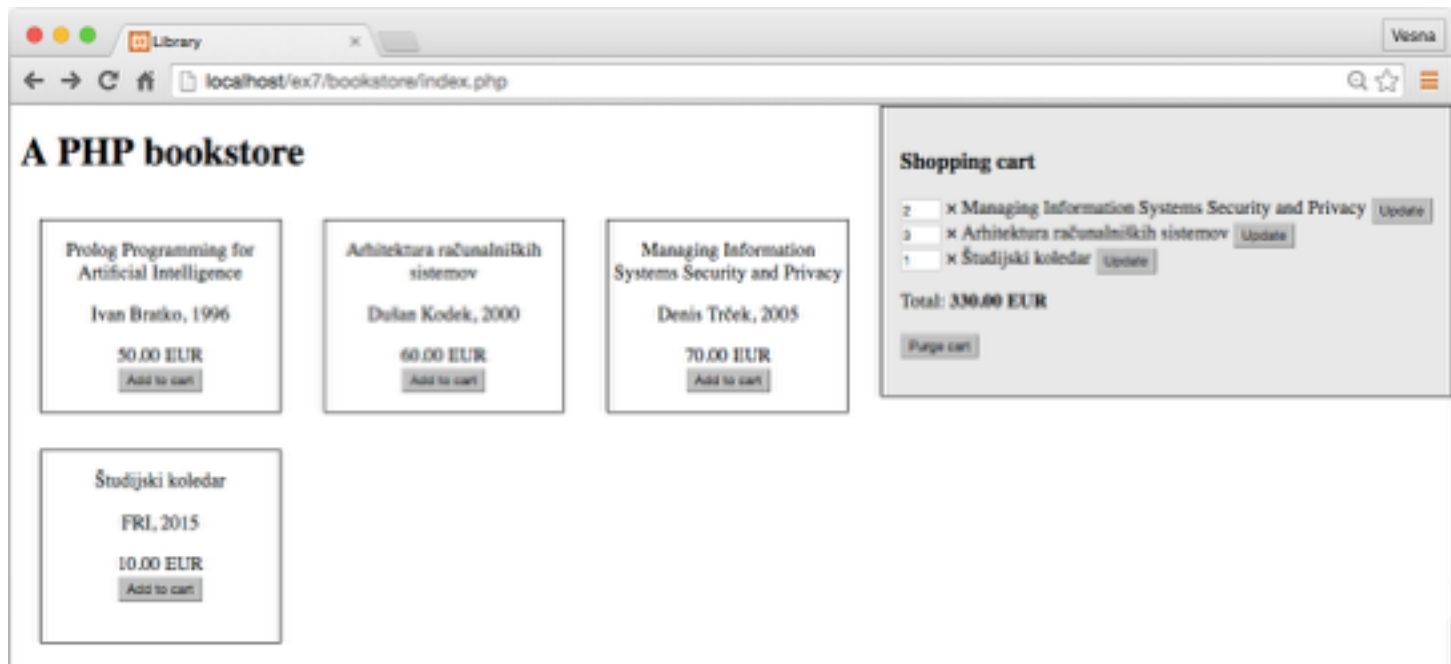 Library
Vesna
localhost/ex7/bookstore/index.php
A PHP bookstore
Prolog Programming for
Artificial Intelligence
Ivan Bratko, 1996
50.00 EUR
Add to cart
Arhitektura računalniških
sistemov
Dušan Kodek, 2000
60.00 EUR
Add to cart
Managing Information
Systems Security and Privacy
Denis Trček, 2005
70.00 EUR
Add to cart
Študijski koledar
FRI, 2015
10.00 EUR
Add to cart
Shopping cart
2 × Managing Information Systems Security and Privacy Update
3 × Arhitektura računalniških sistemov Update
1 × Študijski koledar Update
Total: 330.00 EUR
Purge cart